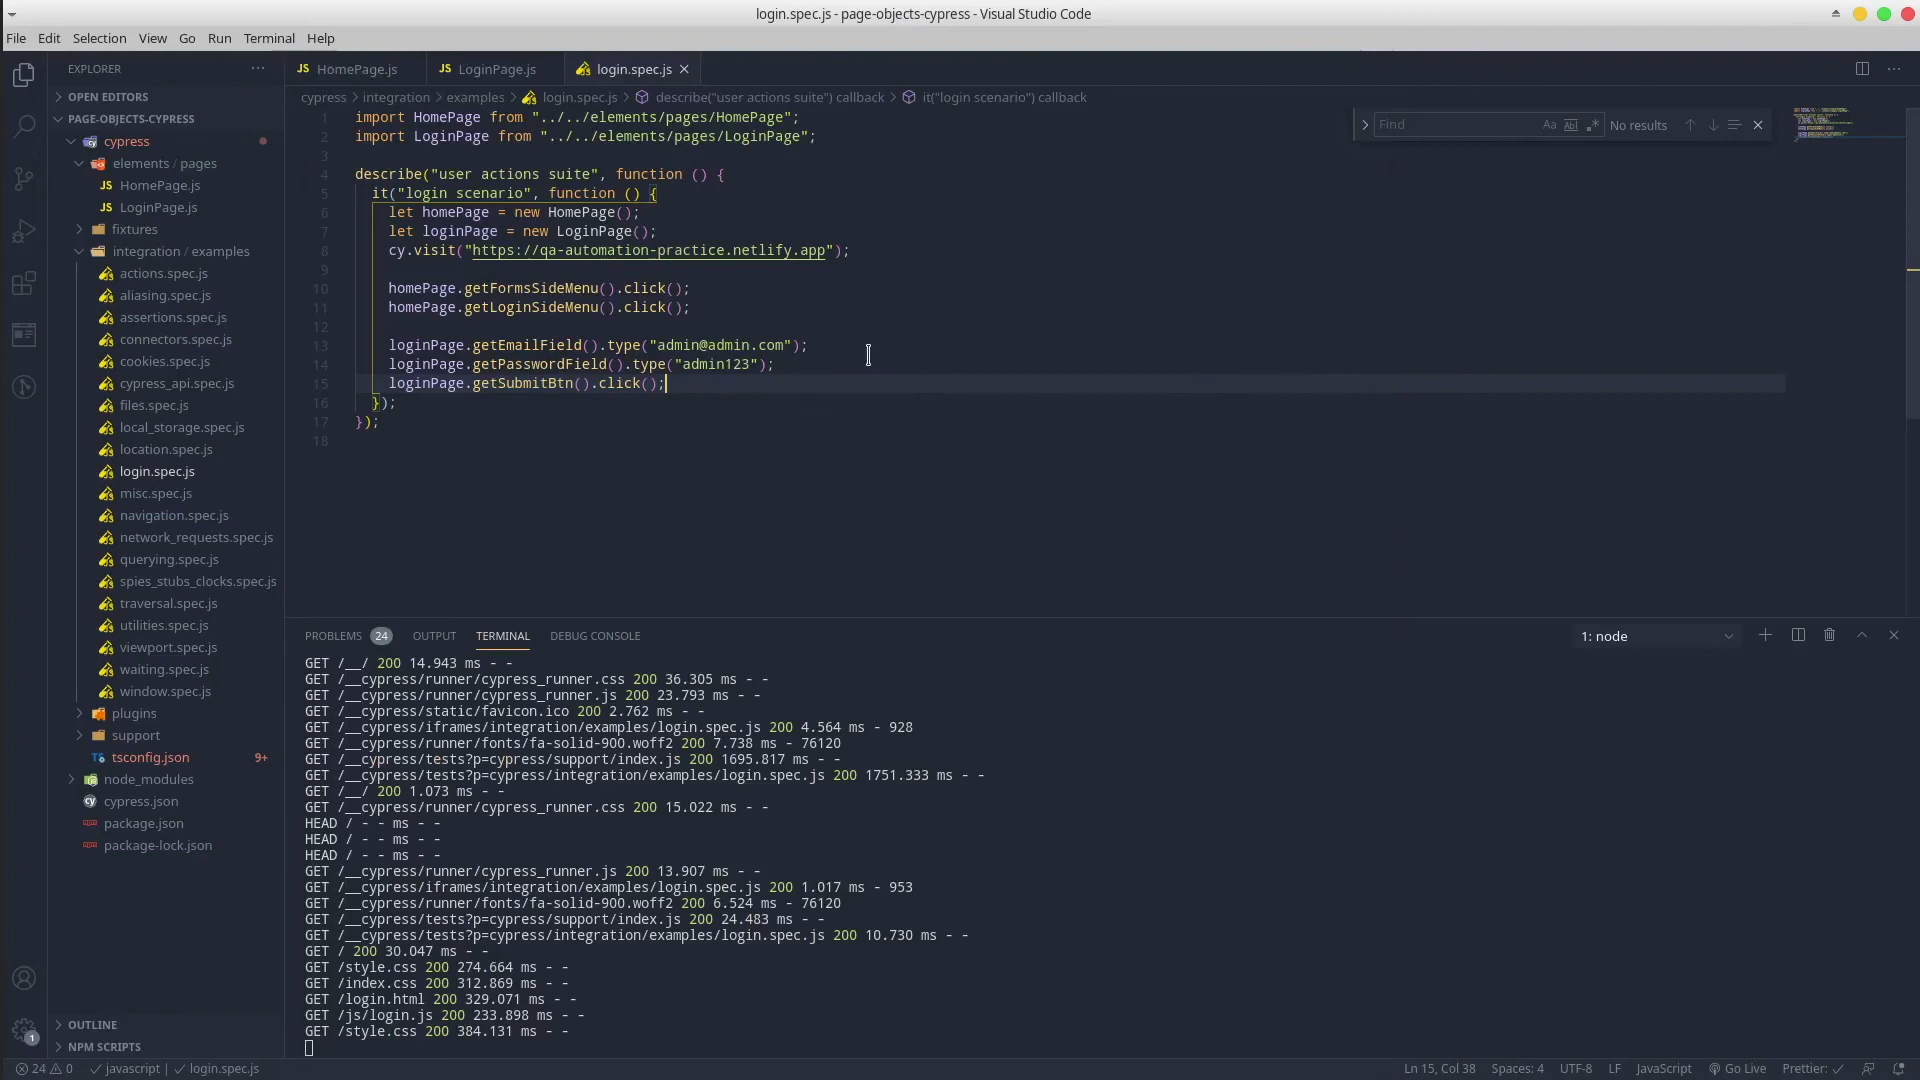 login.spec.js - page-objects-cypress - Visual Studio Code
File Edit Selection View Go Run Terminal Help
EXPLORER
OPEN EDITORS
PAGE-OBJECTS-CYPRESS
cypress
elements / pages
HomePage.js
LoginPage.js
fixtures
integration / examples
actions.spec.js
aliasing.spec.js
assertions.spec.js
connectors.spec.js
cookies.spec.js
cypress_api.spec.js
files.spec.js
local_storage.spec.js
location.spec.js
login.spec.js
misc.spec.js
navigation.spec.js
network_requests.spec.js
querying.spec.js
spies_stubs_clocks.spec.js
traversal.spec.js
utilities.spec.js
viewport.spec.js
waiting.spec.js
window.spec.js
plugins
support
TS tsconfig.json 9+
node_modules
cypress.json
package.json
package-lock.json
OUTLINE
NPM SCRIPTS
JS HomePage.js JS LoginPage.js login.spec.js
cypress > integration > examples > login.spec.js > describe("user actions suite") callback > it("login scenario") callback
Find Aa Abl .* No results
1 import HomePage from "../../elements/pages/HomePage";
2 import LoginPage from "../../elements/pages/LoginPage";
3
4 describe("user actions suite", function () {
5 it("login scenario", function () {
6 let homePage = new HomePage();
7 let loginPage = new LoginPage();
8 cy.visit("https://qa-automation-practice.netlify.app");
9
10 homePage.getFormsSideMenu().click();
11 homePage.getLoginSideMenu().click();
12
13 loginPage.getEmailField().type("admin@admin.com");
14 loginPage.getPasswordField().type("admin123");
15 loginPage.getSubmitBtn().click();
16 });
17 });
18
PROBLEMS 24 OUTPUT TERMINAL DEBUG CONSOLE 1: node
GET /__/ 200 14.943 ms - -
GET /__cypress/runner/cypress_runner.css 200 36.305 ms - -
GET /__cypress/runner/cypress_runner.js 200 23.793 ms - -
GET /__cypress/static/favicon.ico 200 2.762 ms - -
GET /__cypress/iframes/integration/examples/login.spec.js 200 4.564 ms - 928
GET /__cypress/runner/fonts/fa-solid-900.woff2 200 7.738 ms - 76120
GET /__cypress/tests?p=cypress/support/index.js 200 1695.817 ms - -
GET /__cypress/tests?p=cypress/integration/examples/login.spec.js 200 1751.333 ms - -
GET /__/ 200 1.073 ms - -
GET /__cypress/runner/cypress_runner.css 200 15.022 ms - -
HEAD / - - ms - -
HEAD / - - ms - -
HEAD / - - ms - -
GET /__cypress/runner/cypress_runner.js 200 13.907 ms - -
GET /__cypress/iframes/integration/examples/login.spec.js 200 1.017 ms - 953
GET /__cypress/runner/fonts/fa-solid-900.woff2 200 6.524 ms - 76120
GET /__cypress/tests?p=cypress/support/index.js 200 24.483 ms - -
GET /__cypress/tests?p=cypress/integration/examples/login.spec.js 200 10.730 ms - -
GET / 200 30.047 ms - -
GET /style.css 200 274.664 ms - -
GET /index.css 200 312.869 ms - -
GET /login.html 200 329.071 ms - -
GET /js/login.js 200 233.898 ms - -
GET /style.css 200 384.131 ms - -
1
24 0 javascript | login.spec.js Ln 15, Col 38 Spaces: 4 UTF-8 LF JavaScript Go Live Prettier: